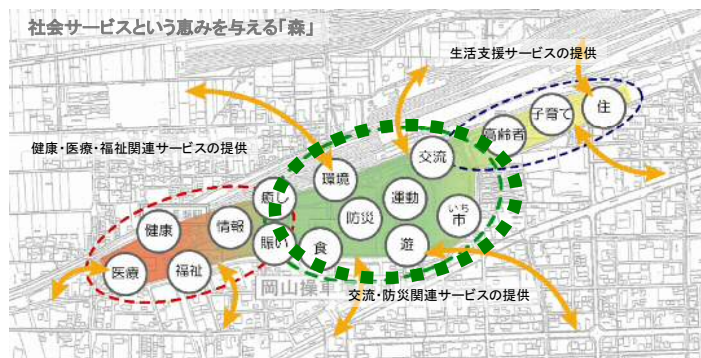 社会サービスという恵みを与える「森」
生活支援サービスの提供
住
子育て
高齢者
健康・医療・福祉関連サービスの提供
交流
環境
癒し
運動
いち
市
防災
情報
健康
賑い
食
遊
医療
福祉
岡山操車
交流・防災関連サービスの提供